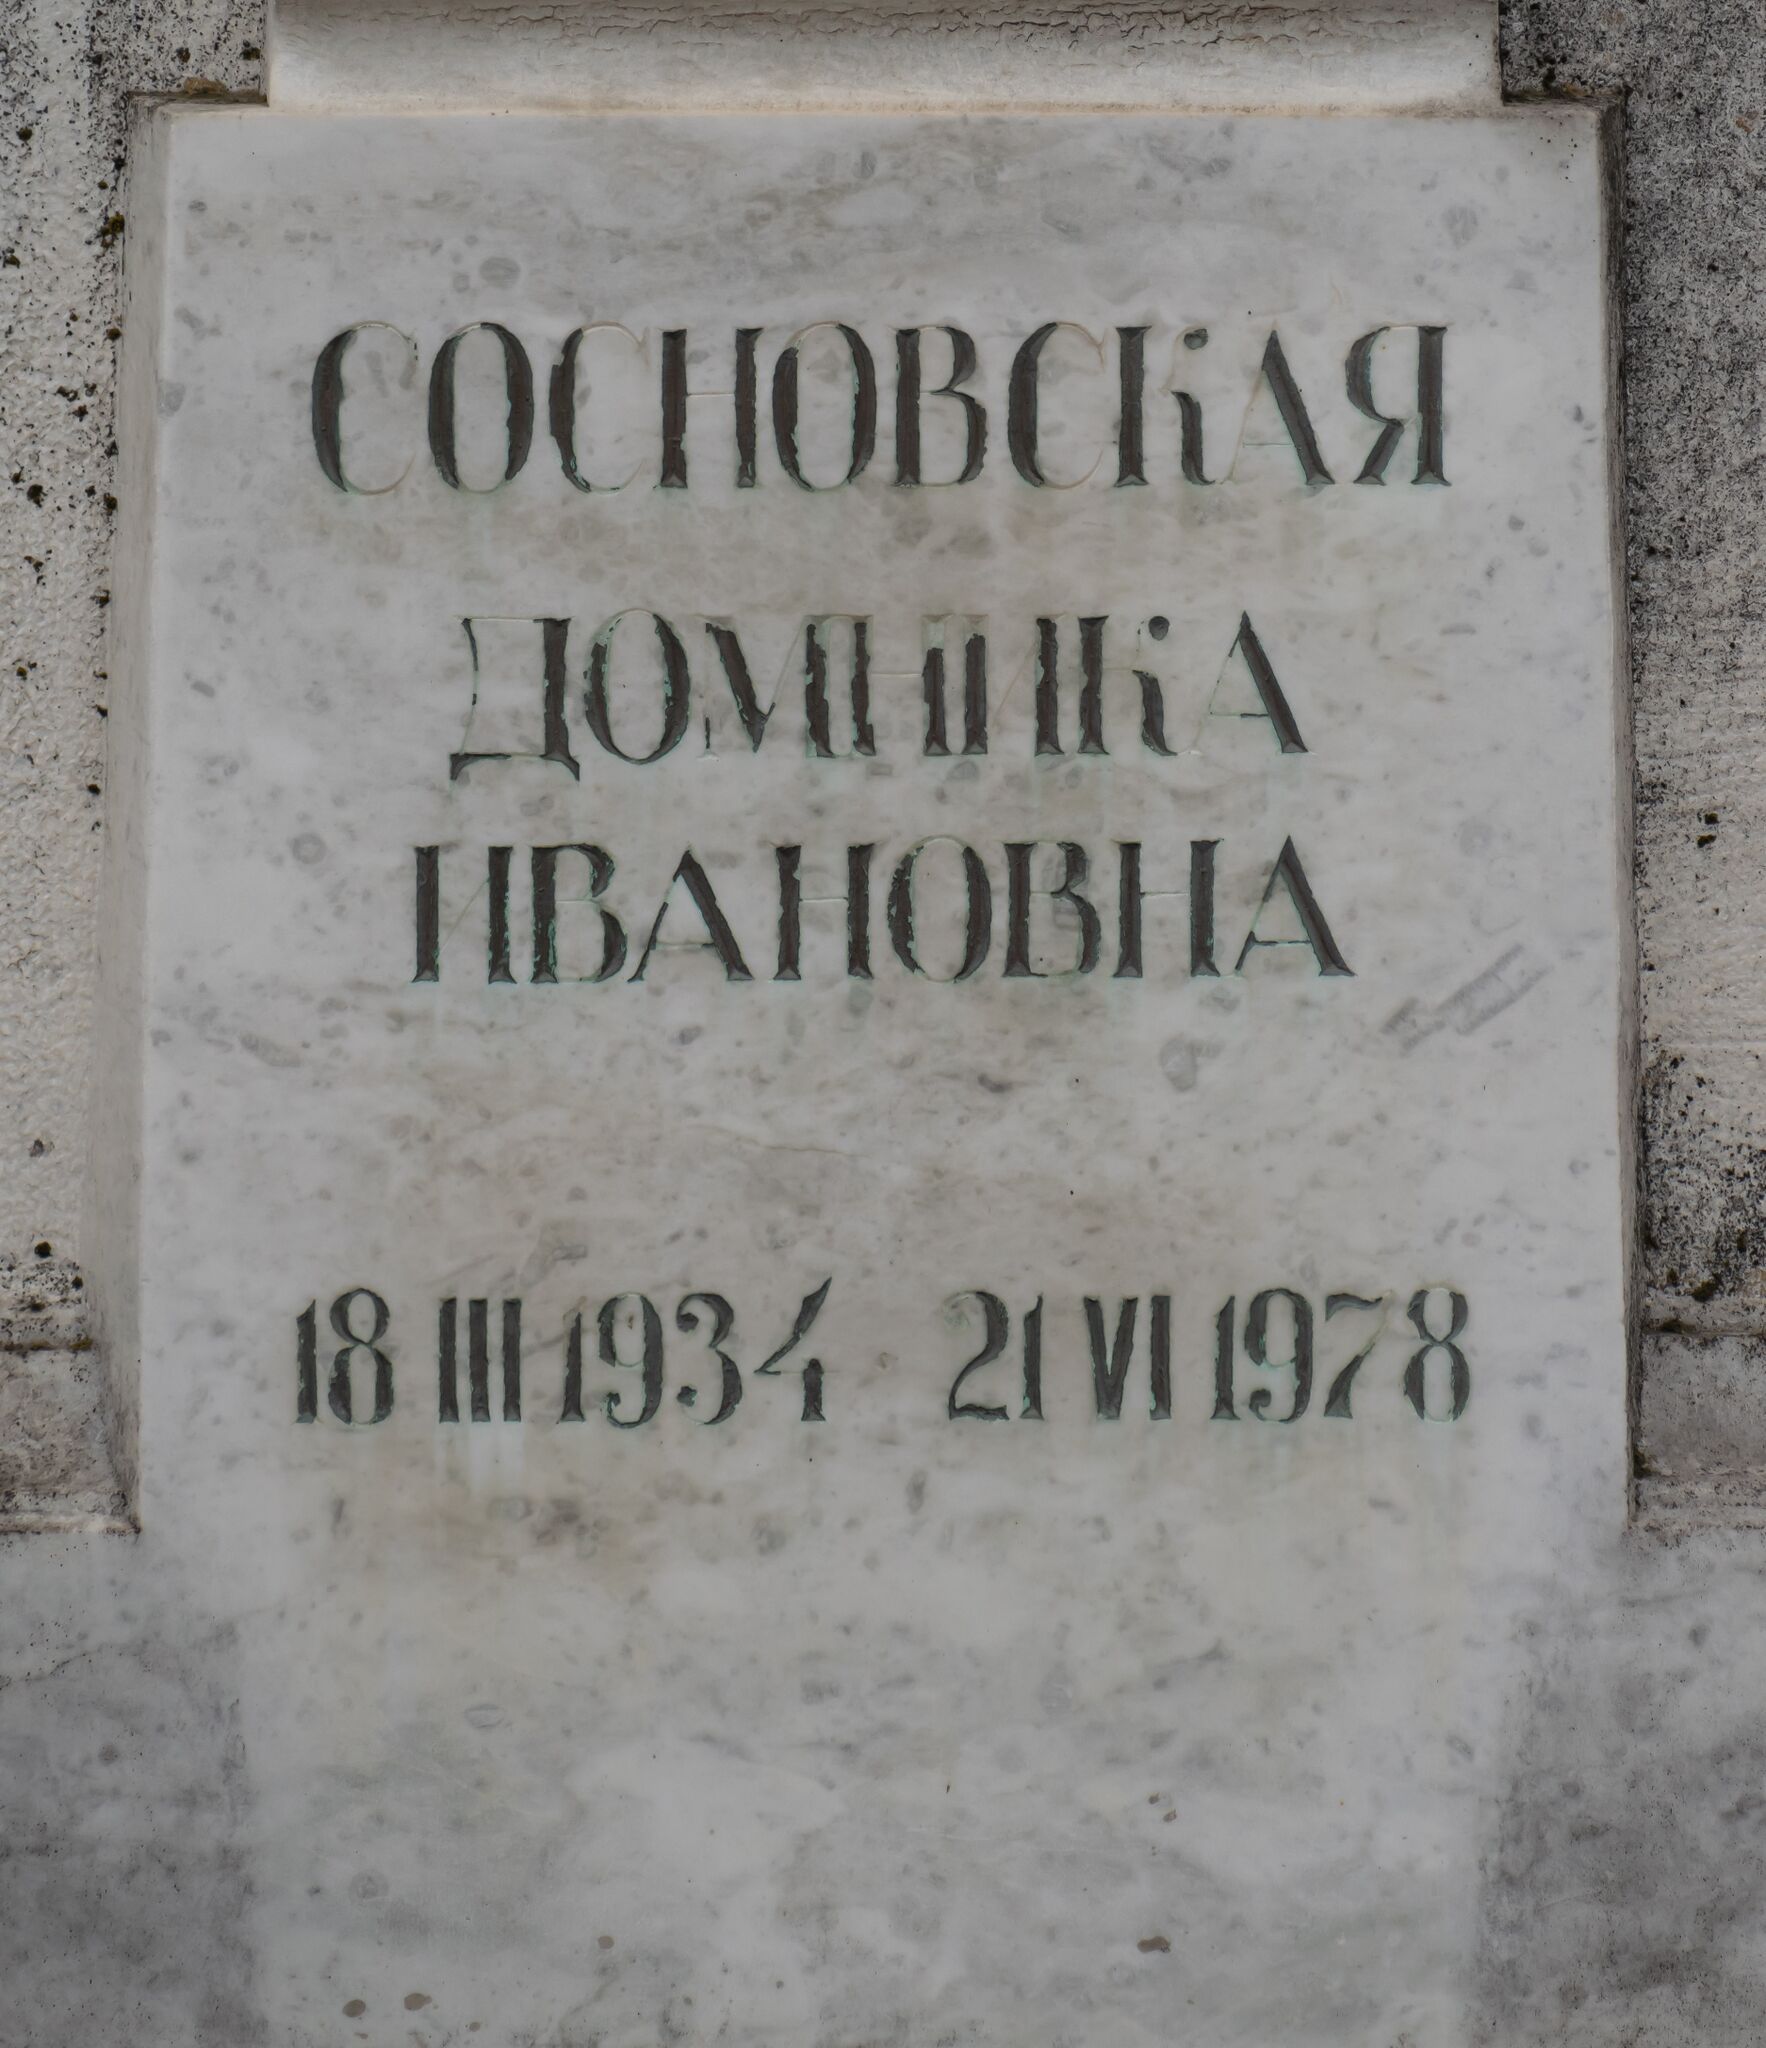 СОСНОВСКАЯ
ДОМНИКА
ИВАНОВНА
18 III 1934 21 VI 1978